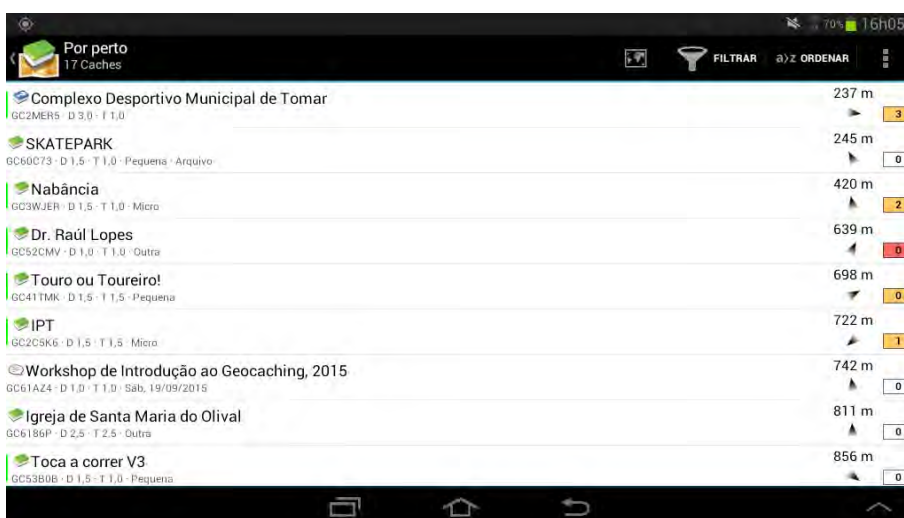 70% 16h05
Por perto
17 Caches
FILTRAR a)z ORDENAR
Complexo Desportivo Municipal de Tomar 237 m
GC2MER5 · D 3,0 · T 1,0 3
SKATEPARK 245 m
GC60C73 · D 1,5 · T 1,0 · Pequena · Arquivo 0
Nabância 420 m
GC3WJER · D 1,5 · T 1,0 · Micro 2
Dr. Raúl Lopes 639 m
GC52CMV · D 1,0 · T 1,0 · Outra 0
Touro ou Toureiro! 698 m
GC41TMK · D 1,5 · T 1,5 · Pequena 0
IPT 722 m
GC2C5K6 · D 1,5 · T 1,5 · Micro 1
Workshop de Introdução ao Geocaching, 2015 742 m
GC61AZ4 · D 1,0 · T 1,0 · Sáb, 19/09/2015 0
Igreja de Santa Maria do Olival 811 m
GC6186P · D 2,5 · T 2,5 · Outra 0
Toca a correr V3 856 m
GC53B0B · D 1,5 · T 1,0 · Pequena 0